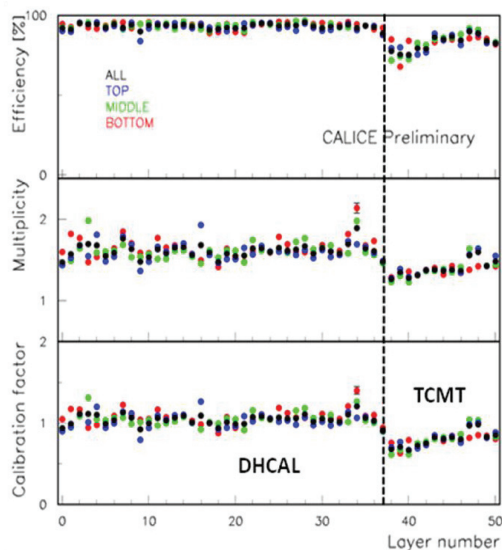 Efficiency [%]
100
0
ALL
TOP
MIDDLE
BOTTOM
CALICE Preliminary
Multiplicity
2
1
Calibration factor
2
1
0
DHCAL
TCMT
0 10 20 30 40 50
Layer number